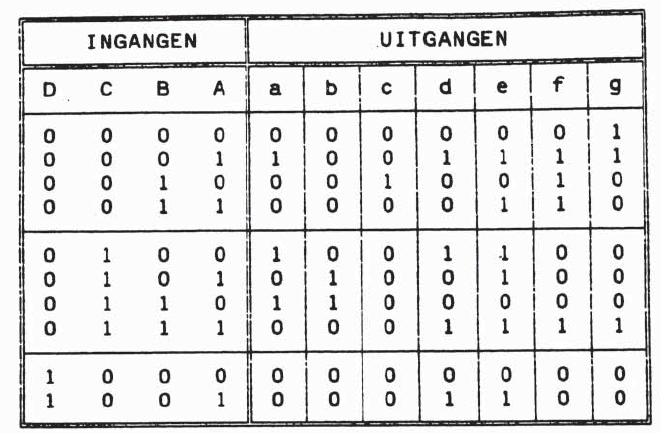 INGANGEN UITGANGEN
D C B A a b c d e f g
0 0 0 0 0 0 0 0 0 0 1
0 0 0 1 1 0 0 1 1 1 1
0 0 1 0 0 0 1 0 0 1 0
0 0 1 1 0 0 0 0 1 1 0
0 1 0 0 1 0 0 1 1 0 0
0 1 0 1 0 1 0 0 1 0 0
0 1 1 0 1 1 0 0 0 0 0
0 1 1 1 0 0 0 1 1 1 1
1 0 0 0 0 0 0 0 0 0 0
1 0 0 1 0 0 0 1 1 0 0